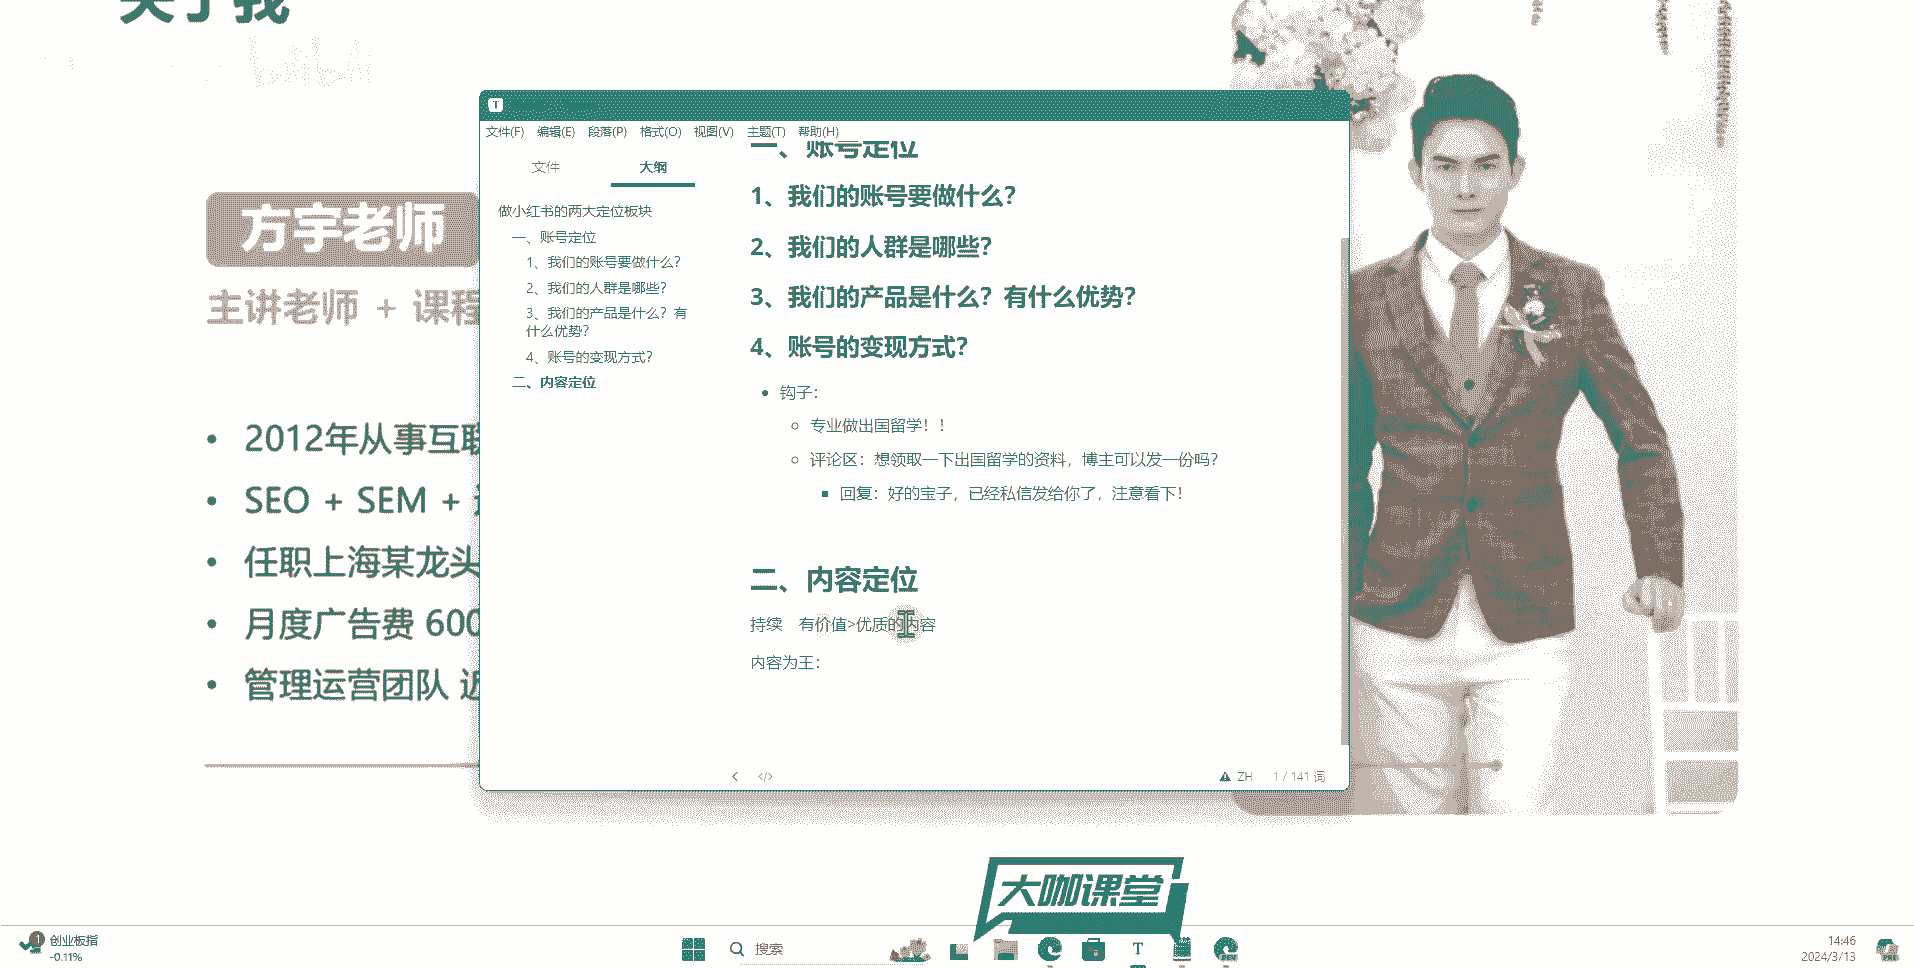 关于我
bilibili
方宇老师
主讲老师 + 课程
2012年从事互联
SEO + SEM +
任职上海某龙头
月度广告费 600
管理运营团队 近
T
文件(F) 编辑(E) 段落(P) 格式(O) 视图(V) 主题(T) 帮助(H)
文件 大纲
做小红书的两大定位板块
一、账号定位
1、我们的账号要做什么？
2、我们的人群是哪些？
3、我们的产品是什么？有
什么优势？
4、账号的变现方式？
二、内容定位
一、账号定位
1、我们的账号要做什么？
2、我们的人群是哪些？
3、我们的产品是什么？有什么优势？
4、账号的变现方式？
钩子：
专业做出国留学！！
评论区：想领取一下出国留学的资料，博主可以发一份吗？
回复：好的宝子，已经私信发给你了，注意看下！
二、内容定位
持续 有价值>优质的内容
内容为王：
</> ZH 1 / 141 词
大咖课堂
1 创业板指
-0.11%
搜索
T
DEV
14:46
2024/3/13
PRE